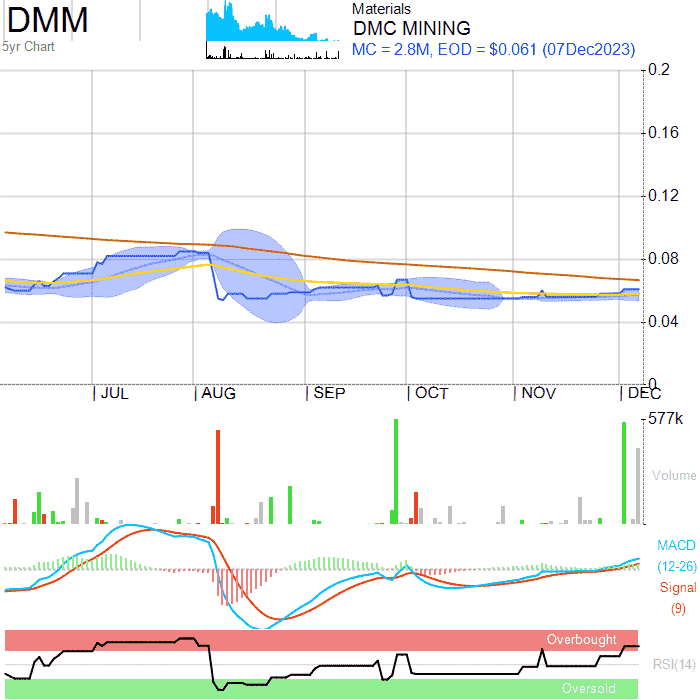 DMM
5yr Chart
Materials
DMC MINING
MC = 2.8M, EOD = $0.061 (07Dec2023)
0.2
0.16
0.12
0.08
0.04
0
JUL AUG SEP OCT NOV DEC
577k
Volume
MACD
(12-26)
Signal
(9)
Overbought
RSI(14)
Oversold